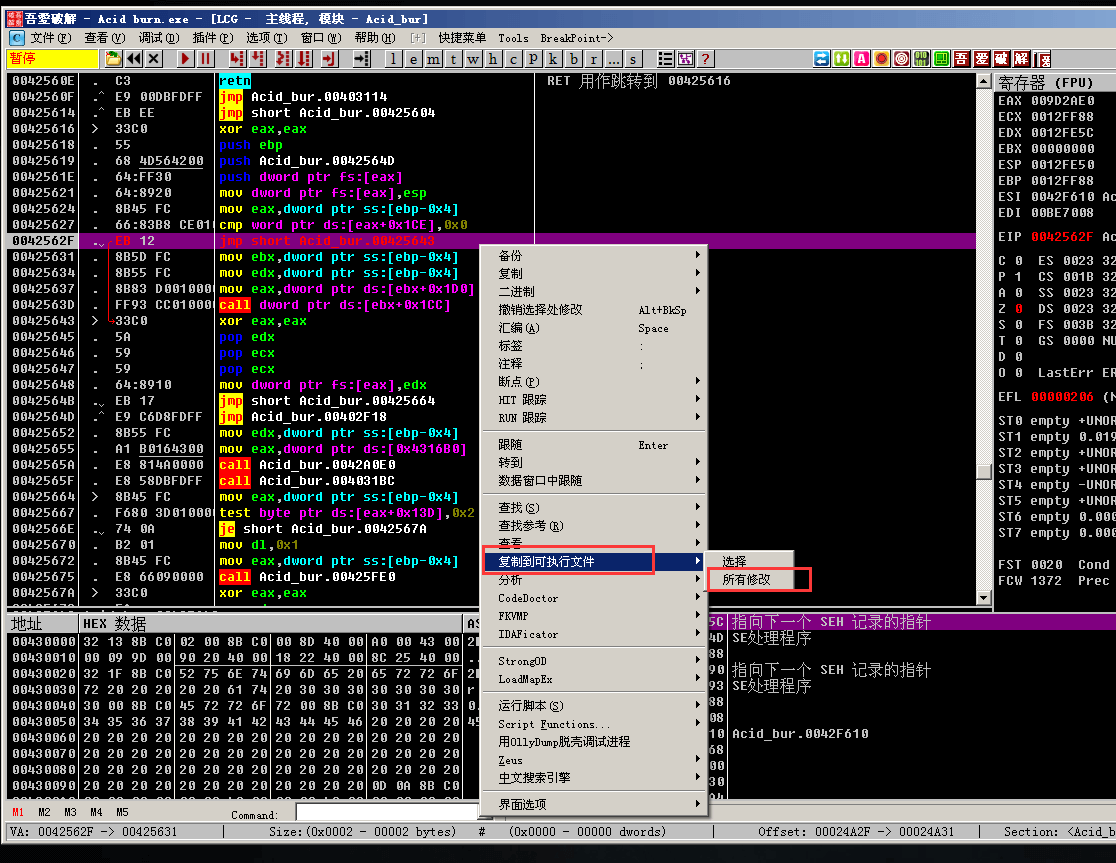 吾爱破解 - Acid burn.exe - [LCG - 主线程, 模块 - Acid_bur]
文件(F) 查看(V) 调试(D) 插件(P) 选项(T) 窗口(W) 帮助(H) [+] 快捷菜单 Tools BreakPoint->
暂停 l e m t w h c p k b r ... s ? 吾 爱 破 解
0042560E . C3 retn RET 用作跳转到 00425616
0042560F .^ E9 00DBFDFF jmp Acid_bur.00403114
00425614 .^ EB EE jmp short Acid_bur.00425604
00425616 > 33C0 xor eax,eax
00425618 . 55 push ebp
00425619 . 68 4D564200 push Acid_bur.0042564D
0042561E . 64:FF30 push dword ptr fs:[eax]
00425621 . 64:8920 mov dword ptr fs:[eax],esp
00425624 . 8B45 FC mov eax,dword ptr ss:[ebp-0x4]
00425627 . 66:83B8 CE01 cmp word ptr ds:[eax+0x1CE],0x0
0042562F . EB 12 jmp short Acid_bur.00425643
00425631 . 8B5D FC mov ebx,dword ptr ss:[ebp-0x4]
00425634 . 8B55 FC mov edx,dword ptr ss:[ebp-0x4]
00425637 . 8B83 D001000 mov eax,dword ptr ds:[ebx+0x1D0]
0042563D . FF93 CC01000 call dword ptr ds:[ebx+0x1CC]
00425643 > 33C0 xor eax,eax
00425645 . 5A pop edx
00425646 . 59 pop ecx
00425647 . 59 pop ecx
00425648 . 64:8910 mov dword ptr fs:[eax],edx
0042564B . EB 17 jmp short Acid_bur.00425664
0042564D .^ E9 C6D8FDFF jmp Acid_bur.00402F18
00425652 . 8B55 FC mov edx,dword ptr ss:[ebp-0x4]
00425655 . A1 B0164300 mov eax,dword ptr ds:[0x4316B0]
0042565A . E8 814A0000 call Acid_bur.0042A0E0
0042565F . E8 58DBFDFF call Acid_bur.004031BC
00425664 > 8B45 FC mov eax,dword ptr ss:[ebp-0x4]
00425667 . F680 3D01000 test byte ptr ds:[eax+0x13D],0x2
0042566E . 74 0A je short Acid_bur.0042567A
00425670 . B2 01 mov dl,0x1
00425672 . 8B45 FC mov eax,dword ptr ss:[ebp-0x4]
00425675 . E8 66090000 call Acid_bur.00425FE0
0042567A > 33C0 xor eax,eax
寄存器 (FPU)
EAX 009D2AE0
ECX 0012FF88
EDX 0012FE5C
EBX 00000000
ESP 0012FE50
EBP 0012FF88
ESI 0042F610 Ac
EDI 00BE7008
EIP 0042562F Ac
C 0 ES 0023 32
P 1 CS 001B 32
A 0 SS 0023 32
Z 0 DS 0023 32
S 0 FS 003B 32
T 0 GS 0000 NU
D 0
O 0 LastErr ER
EFL 00000206 (N
ST0 empty +UNOR
ST1 empty 0.019
ST2 empty +UNOR
ST3 empty +UNOR
ST4 empty -UNOR
ST5 empty +UNOR
ST6 empty 0.000
ST7 empty 0.000
FST 0020 Cond
FCW 1372 Prec
备份
复制
二进制
撤销选择处修改 Alt+BkSp
汇编(A) Space
标签 :
注释 ;
断点(P)
HIT 跟踪
RUN 跟踪
跟随 Enter
转到
数据窗口中跟随
查找(S)
查找参考(R)
查看
复制到可执行文件
分析
CodeDoctor
FKVMP
IDAFicator
StrongOD
LoadMapEx
运行脚本(S)
Script Functions...
用OllyDump脱壳调试进程
Zeus
中文搜索引擎
界面选项
选择
所有修改
地址 HEX 数据 AS
00430000 32 13 8B C0 02 00 8B C0 00 8D 40 00 A0 00 43 00
00430010 00 09 9D 00 90 20 40 00 18 22 40 00 8C 25 40 00
00430020 32 1F 8B C0 52 75 6E 74 69 6D 65 20 65 72 72 6F
00430030 72 20 20 20 20 20 61 74 20 30 30 30 30 30 30 30
00430040 30 00 8B C0 45 72 72 6F 72 00 8B C0 30 31 32 33
00430050 34 35 36 37 38 39 41 42 43 44 45 46 20 20 20 20
00430060 20 20 20 20 20 20 20 20 20 20 20 20 20 20 20 20
00430070 20 20 20 20 20 20 20 20 20 20 20 20 20 20 20 20
00430080 20 20 20 20 20 20 20 20 20 20 20 20 20 20 20 20
00430090 20 20 20 20 20 20 20 20 20 20 20 20 0D 0A 8B C0
5C 指向下一个 SEH 记录的指针
4D SE处理程序
88
90 指向下一个 SEH 记录的指针
93 SE处理程序
88
08
10 Acid_bur.0042F610
68
00
30
M1 M2 M3 M4 M5 Command:
VA: 0042562F -> 00425631 Size:(0x0002 - 00002 bytes) # (0x0000 - 00000 dwords) Offset: 00024A2F -> 00024A31 Section: <Acid_b